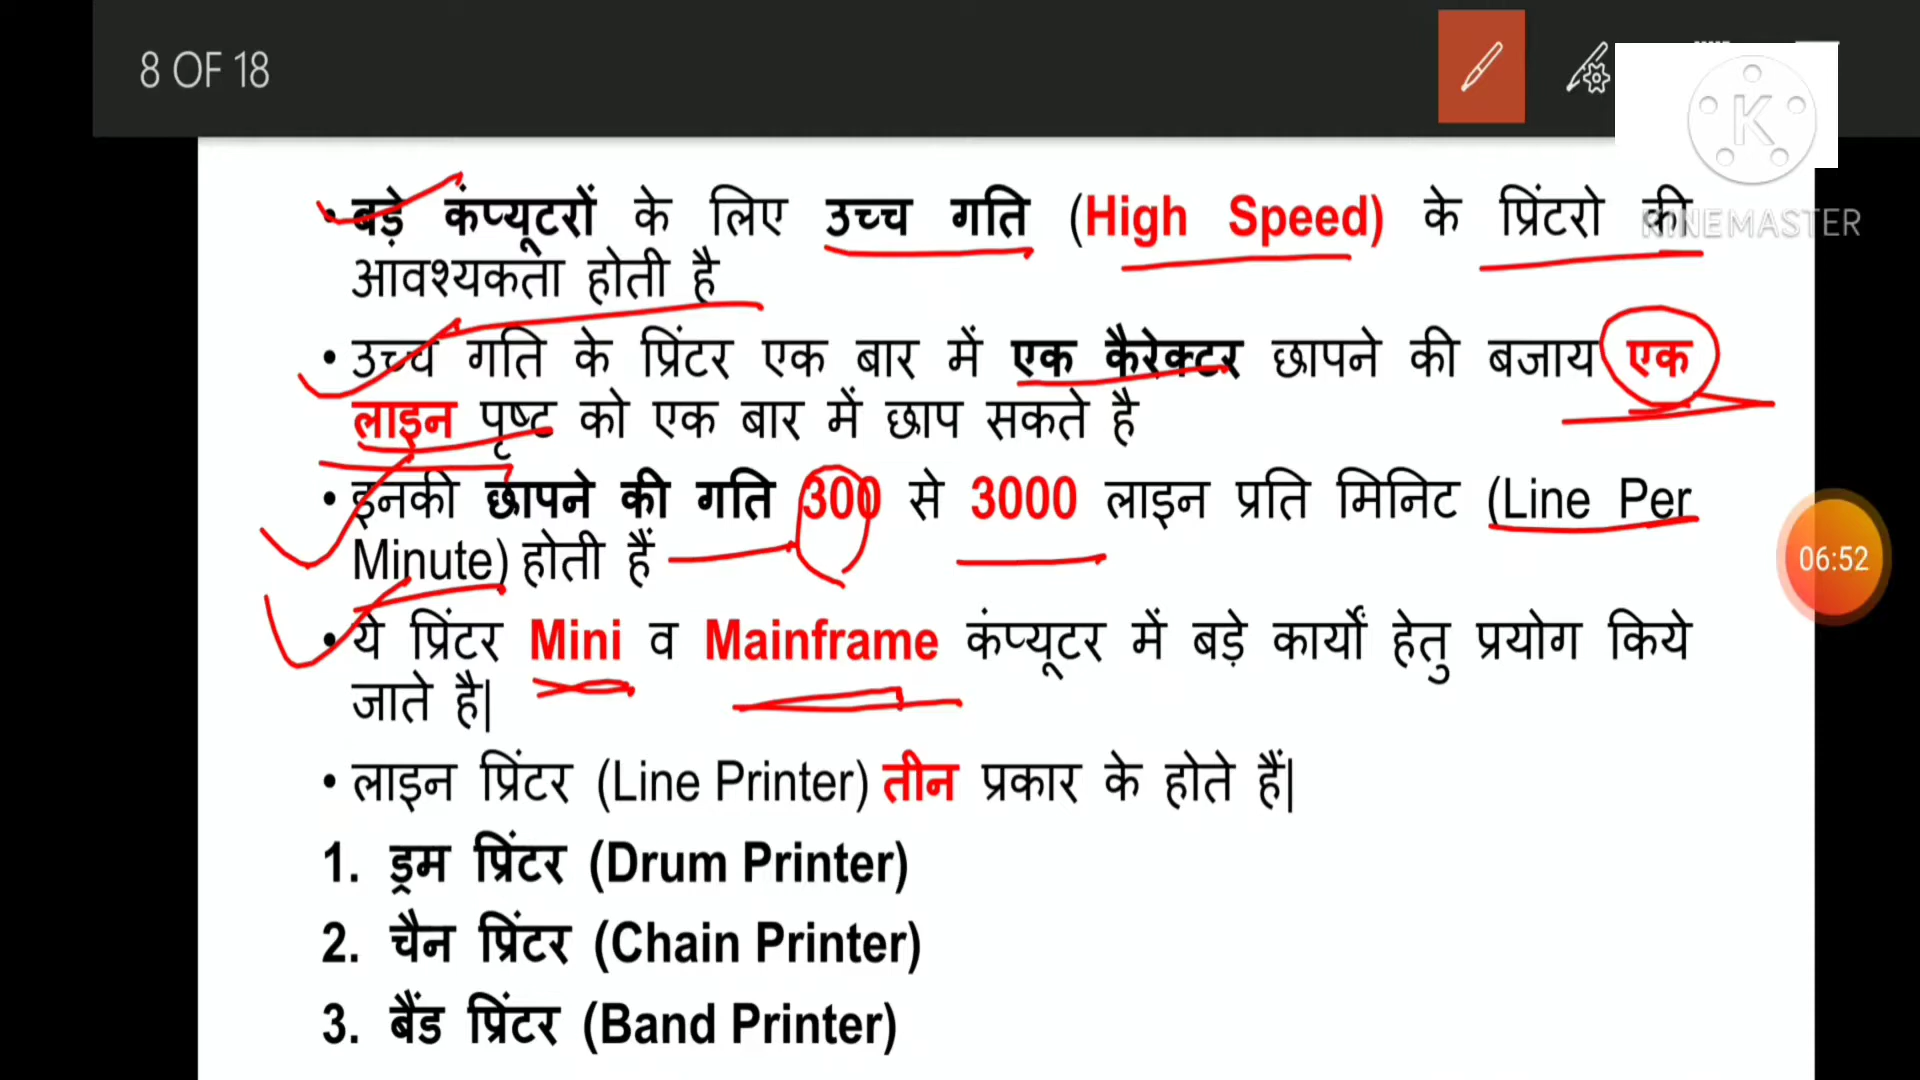 8 OF 18
K
KINEMASTER
• बड़े कंप्यूटरों के लिए उच्च गति (High Speed) के प्रिंटरो की
आवश्यकता होती है
• उच्च गति के प्रिंटर एक बार में एक कैरेक्टर छापने की बजाय एक
लाइन पृष्ट को एक बार में छाप सकते है
• इनकी छापने की गति 300 से 3000 लाइन प्रति मिनिट (Line Per
Minute) होती हैं
06:52
• ये प्रिंटर Mini व Mainframe कंप्यूटर में बड़े कार्यों हेतु प्रयोग किये
जाते है|
• लाइन प्रिंटर (Line Printer) तीन प्रकार के होते हैं|
1. ड्रम प्रिंटर (Drum Printer)
2. चैन प्रिंटर (Chain Printer)
3. बैंड प्रिंटर (Band Printer)